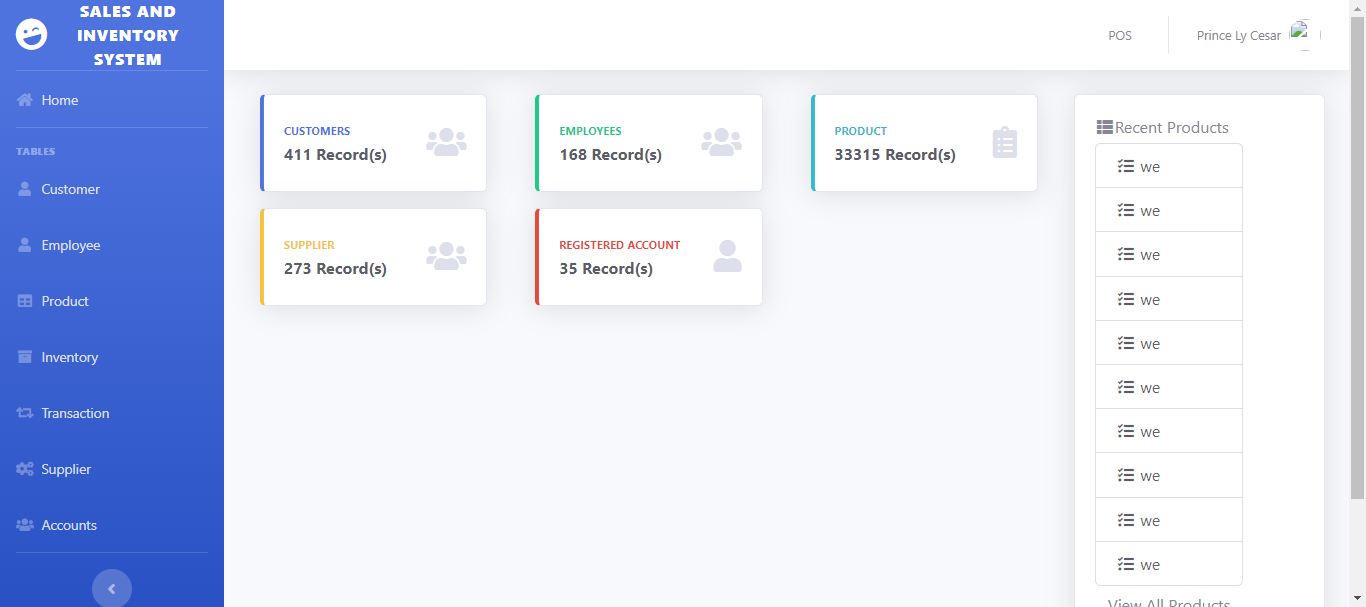 SALES AND
INVENTORY
SYSTEM
Home
TABLES
Customer
Employee
Product
Inventory
Transaction
Supplier
Accounts
POS
Prince Ly Cesar
CUSTOMERS
411 Record(s)
EMPLOYEES
168 Record(s)
PRODUCT
33315 Record(s)
SUPPLIER
273 Record(s)
REGISTERED ACCOUNT
35 Record(s)
Recent Products
we
we
we
we
we
we
we
we
we
we
View All Products